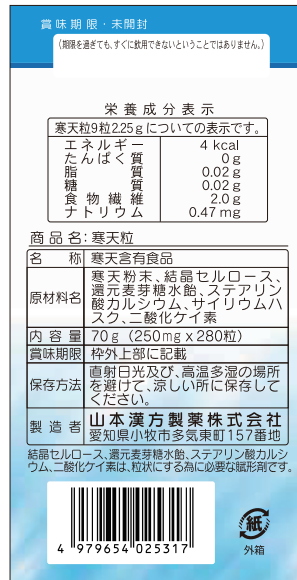 賞味期限・未開封
(期限を過ぎても、すぐに飲用できないということではありません。)
栄養成分表示
寒天粒9粒2.25gについての表示です。
エネルギー 4 kcal
たんぱく質 0g
脂質 0.02g
糖質 0.02g
食物繊維 2.0g
ナトリウム 0.47mg
商品名:寒天粒
名称 寒天含有食品
原材料名 寒天粉末、結晶セルロース、
還元麦芽糖水飴、ステアリン
酸カルシウム、サイリウムハ
スク、二酸化ケイ素
内容量 70g(250mg×280粒)
賞味期限 枠外上部に記載
保存方法 直射日光及び、高温多湿の場所
を避けて、涼しい所に保存して
ください。
製造者 山本漢方製薬株式会社
愛知県小牧市多気東町157番地
結晶セルロース、還元麦芽糖水飴、ステアリン酸カルシ
ウム、二酸化ケイ素は、粒状にする為に必要な賦形剤です。
4 979654 025317
紙
外箱